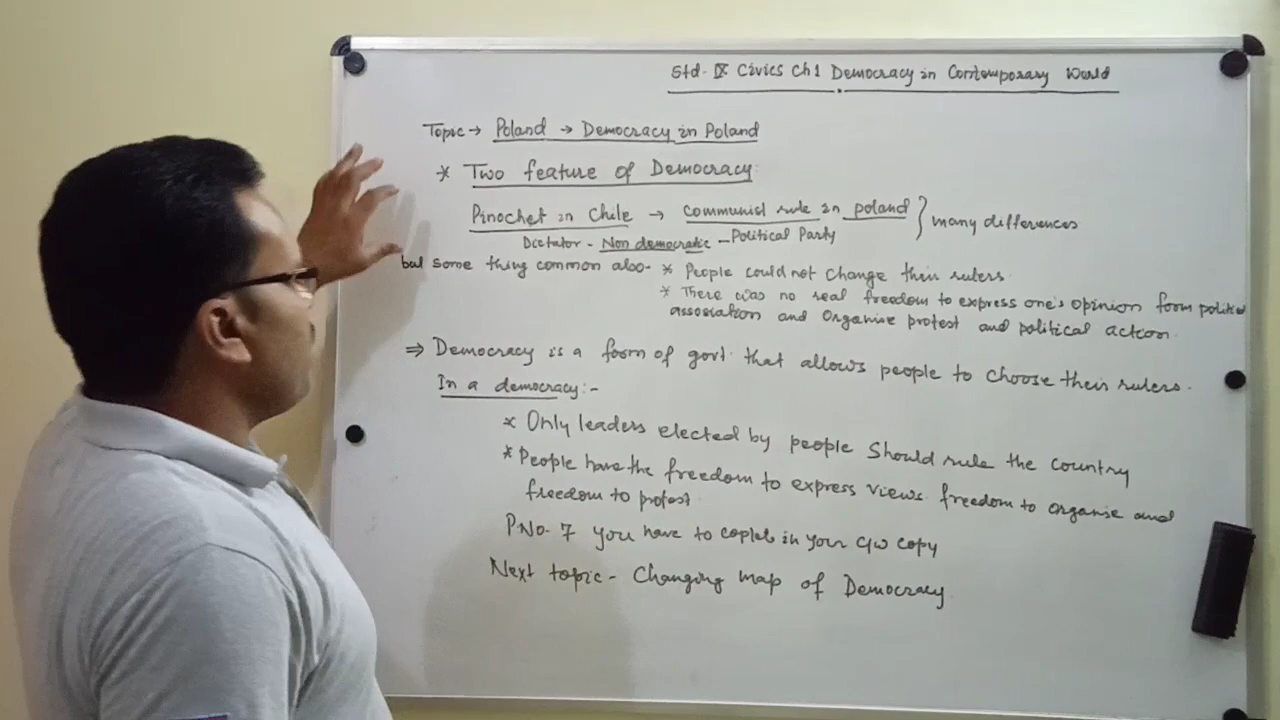 Std- IX Civics Ch1 Democracy in Contemporary World
Topic → Poland → Democracy in Poland
* Two feature of Democracy
Pinochet in Chile → Communist rule in poland } many differences
Dictator - Non democratic - Political Party
but some thing common also - * People could not change their rulers.
* There was no real freedom to express one's opinion form political
association and Organise protest and political action.
⇒ Democracy is a form of govt. that allows people to choose their rulers.
In a democracy:-
* Only leaders elected by people Should rule the country
* People have the freedom to express views. freedom to organise and
freedom to protest
P No- 7 you have to coplete in your C/W copy
Next topic - Changing map of Democracy